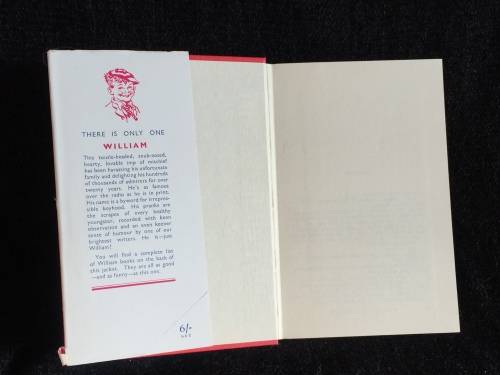 THERE IS ONLY ONE
WILLIAM
This tousle-headed, snub-nosed,
hearty, lovable imp of mischief
has been harassing his unfortunate
family and delighting his hundreds
of thousands of admirers for over
twenty years. He's as famous
over the radio as he is in print.
His name is a byword for irrepres-
sible boyhood. His pranks are
the scrapes of every healthy
youngster, recorded with keen
observation and an even keener
sense of humour by one of our
brightest writers. He is—just
William!
You will find a complete list
of William books on the back of
this jacket. They are all as good
—and as funny—as this one.
6/-
NET